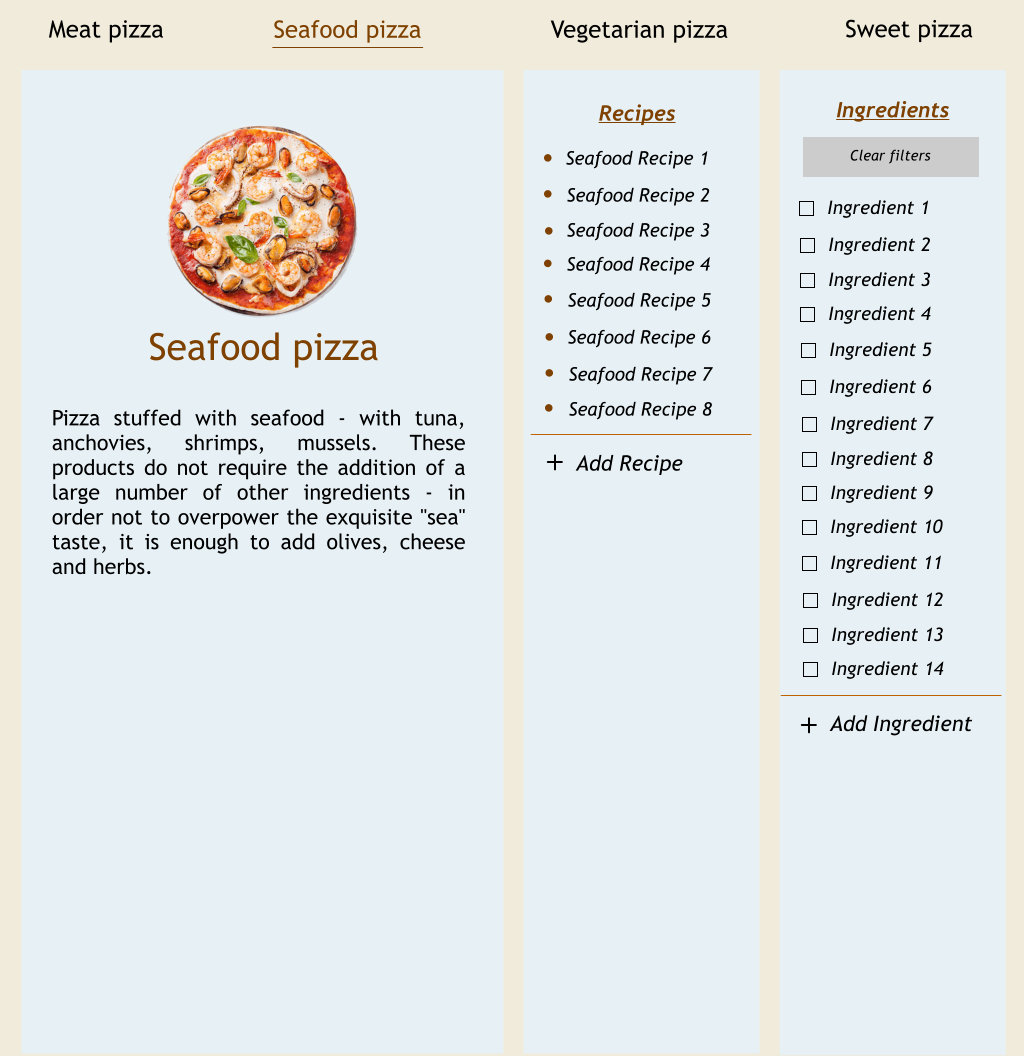 Meat pizza
Seafood pizza
Vegetarian pizza
Sweet pizza
Seafood pizza
Pizza stuffed with seafood - with tuna,
anchovies, shrimps, mussels. These
products do not require the addition of a
large number of other ingredients - in
order not to overpower the exquisite "sea"
taste, it is enough to add olives, cheese
and herbs.
Recipes
Seafood Recipe 1
Seafood Recipe 2
Seafood Recipe 3
Seafood Recipe 4
Seafood Recipe 5
Seafood Recipe 6
Seafood Recipe 7
Seafood Recipe 8
+ Add Recipe
Ingredients
Clear filters
Ingredient 1
Ingredient 2
Ingredient 3
Ingredient 4
Ingredient 5
Ingredient 6
Ingredient 7
Ingredient 8
Ingredient 9
Ingredient 10
Ingredient 11
Ingredient 12
Ingredient 13
Ingredient 14
+ Add Ingredient